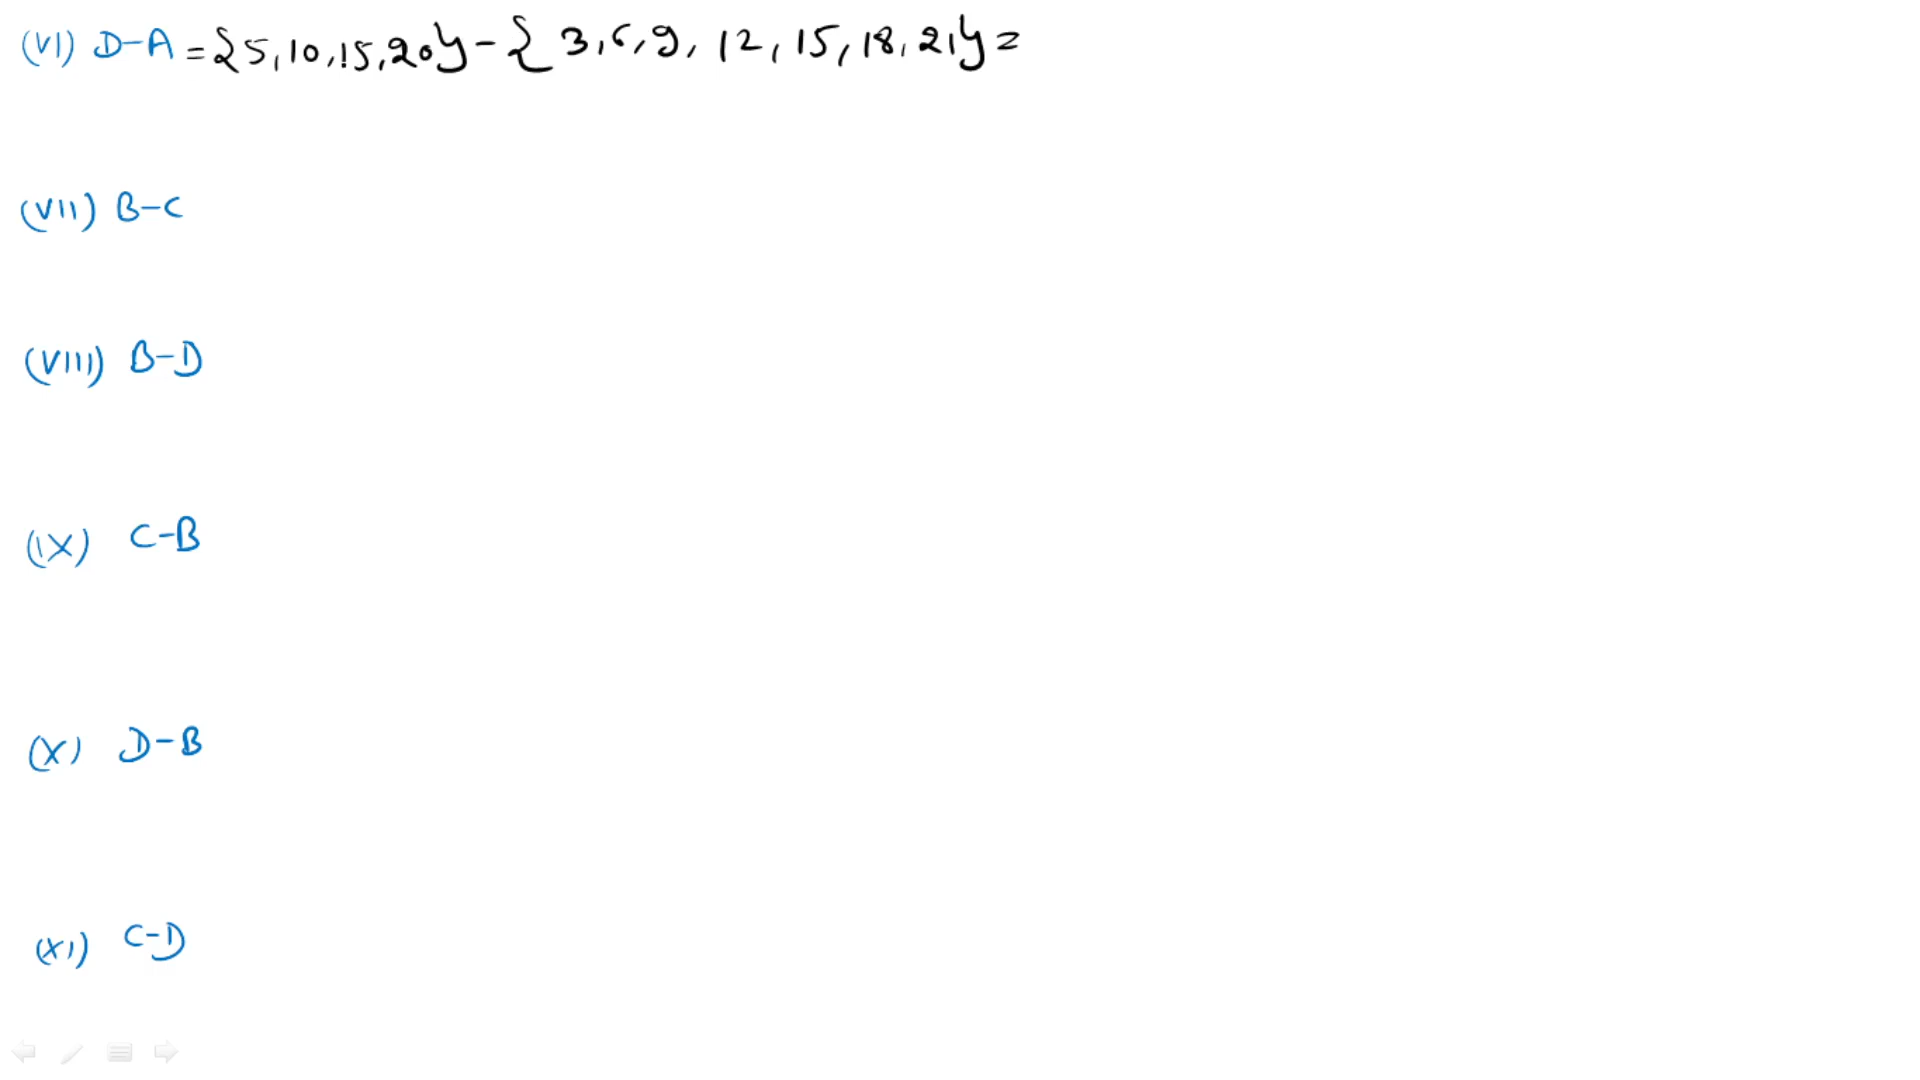 (VI) D-A = {5,10,15,20} - {3,6,9,12,15,18,21} =
(VII) B-C
(VIII) B-D
(IX) C-B
(X) D-B
(XI) C-D